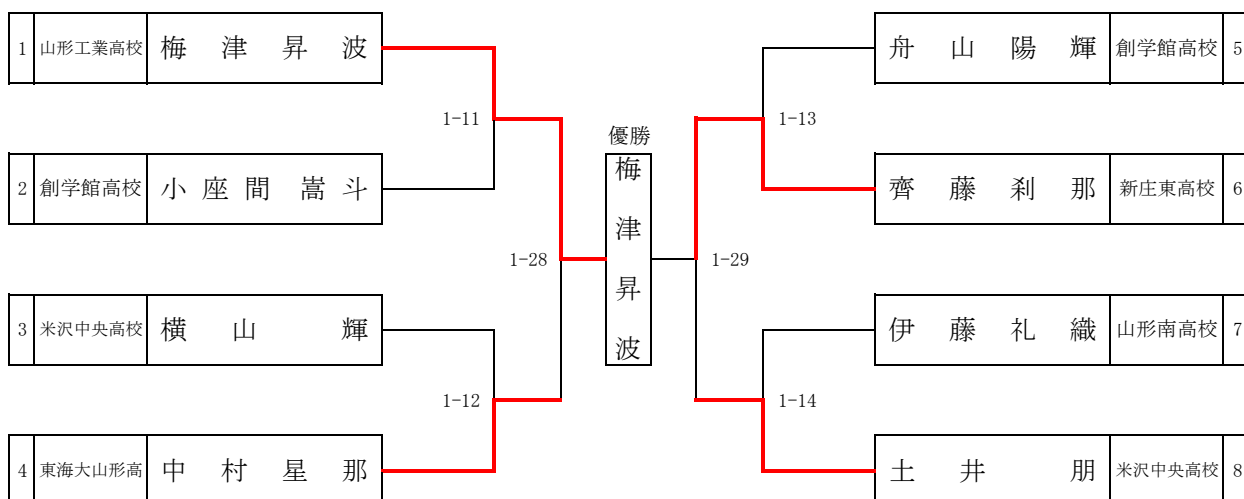 1 山形工業高校 梅津昇波
舟山陽輝 創学館高校 5
1-11
1-13
優勝
梅津昇波
2 創学館高校 小座間嵩斗
齊藤刹那 新庄東高校 6
1-28
1-29
3 米沢中央高校 横山輝
伊藤礼織 山形南高校 7
1-12
1-14
4 東海大山形高 中村星那
土井朋 米沢中央高校 8